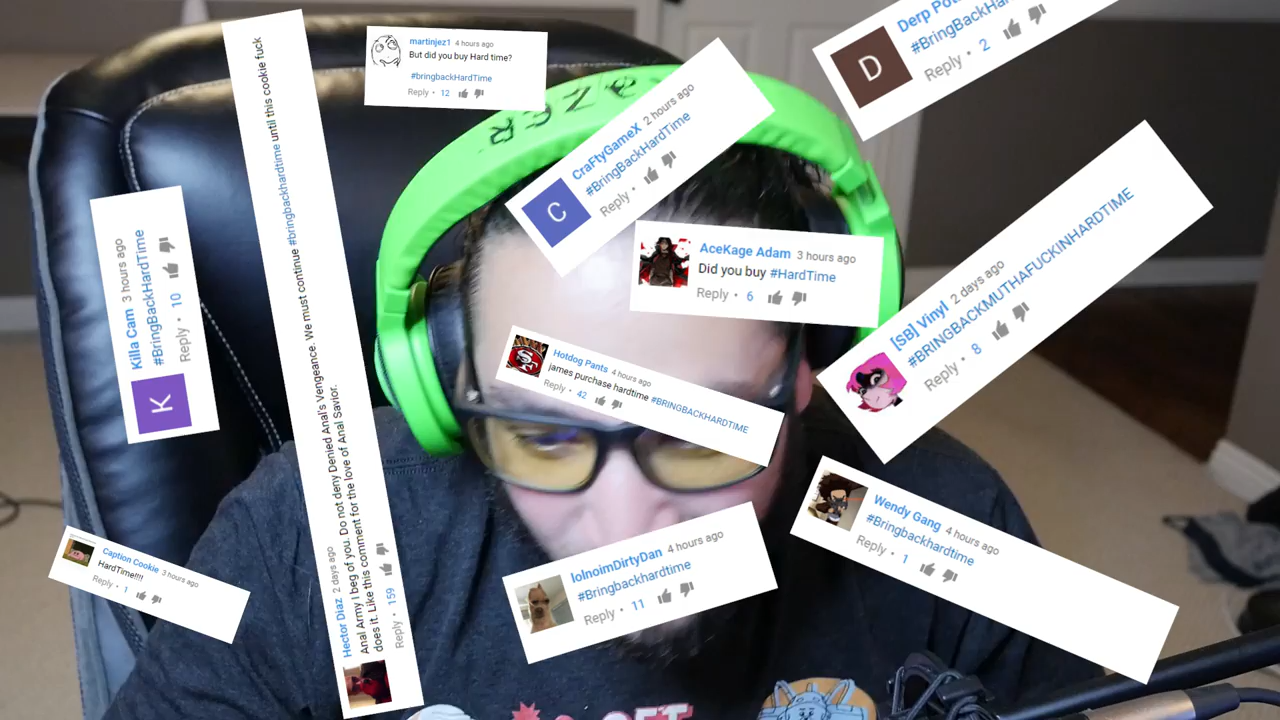 martinjez1 4 hours ago
But did you buy Hard time?
#bringbackHardTime
Reply • 12
Derp
#BringBackHar
Reply • 2
D
CraFtyGameX 2 hours ago
#BringBackHardTime
Reply •
C
Killa Cam 3 hours ago
#BringBackHardTime
Reply • 10
K
Hector Diaz 2 days ago
Anal Army I beg of you. Do not deny Denied Anal's Vengeance. We must continue #bringbackhardtime until this cookie fuck
does it. Like this comment for the love of Anal Savior.
Reply • 159
AceKage Adam 3 hours ago
Did you buy #HardTime
Reply • 6
[SB] Vinyl 2 days ago
#BRINGBACKMUTHAFUCKINHARDTIME
Reply • 8
Hotdog Pants 4 hours ago
james purchase hardtime #BRINGBACKHARDTIME
Reply • 42
Wendy Gang 4 hours ago
#Bringbackhardtime
Reply • 1
Caption Cookie 3 hours ago
HardTime!!!!
Reply • 1
lolnoimDirtyDan 4 hours ago
#Bringbackhardtime
Reply • 11